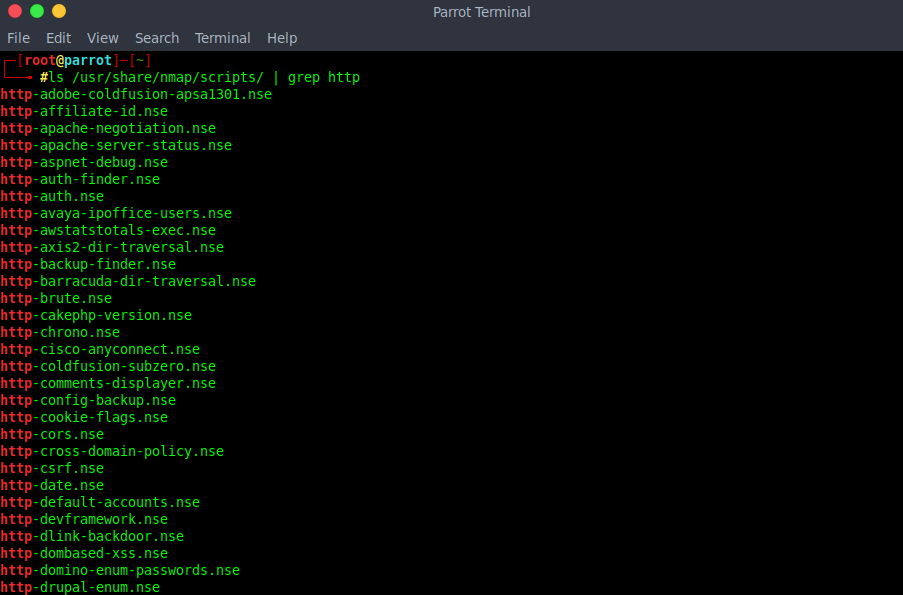 Parrot Terminal
File Edit View Search Terminal Help
┌─[root@parrot]─[~]
└──╼ #ls /usr/share/nmap/scripts/ | grep http
http-adobe-coldfusion-apsa1301.nse
http-affiliate-id.nse
http-apache-negotiation.nse
http-apache-server-status.nse
http-aspnet-debug.nse
http-auth-finder.nse
http-auth.nse
http-avaya-ipoffice-users.nse
http-awstatstotals-exec.nse
http-axis2-dir-traversal.nse
http-backup-finder.nse
http-barracuda-dir-traversal.nse
http-brute.nse
http-cakephp-version.nse
http-chrono.nse
http-cisco-anyconnect.nse
http-coldfusion-subzero.nse
http-comments-displayer.nse
http-config-backup.nse
http-cookie-flags.nse
http-cors.nse
http-cross-domain-policy.nse
http-csrf.nse
http-date.nse
http-default-accounts.nse
http-devframework.nse
http-dlink-backdoor.nse
http-dombased-xss.nse
http-domino-enum-passwords.nse
http-drupal-enum.nse